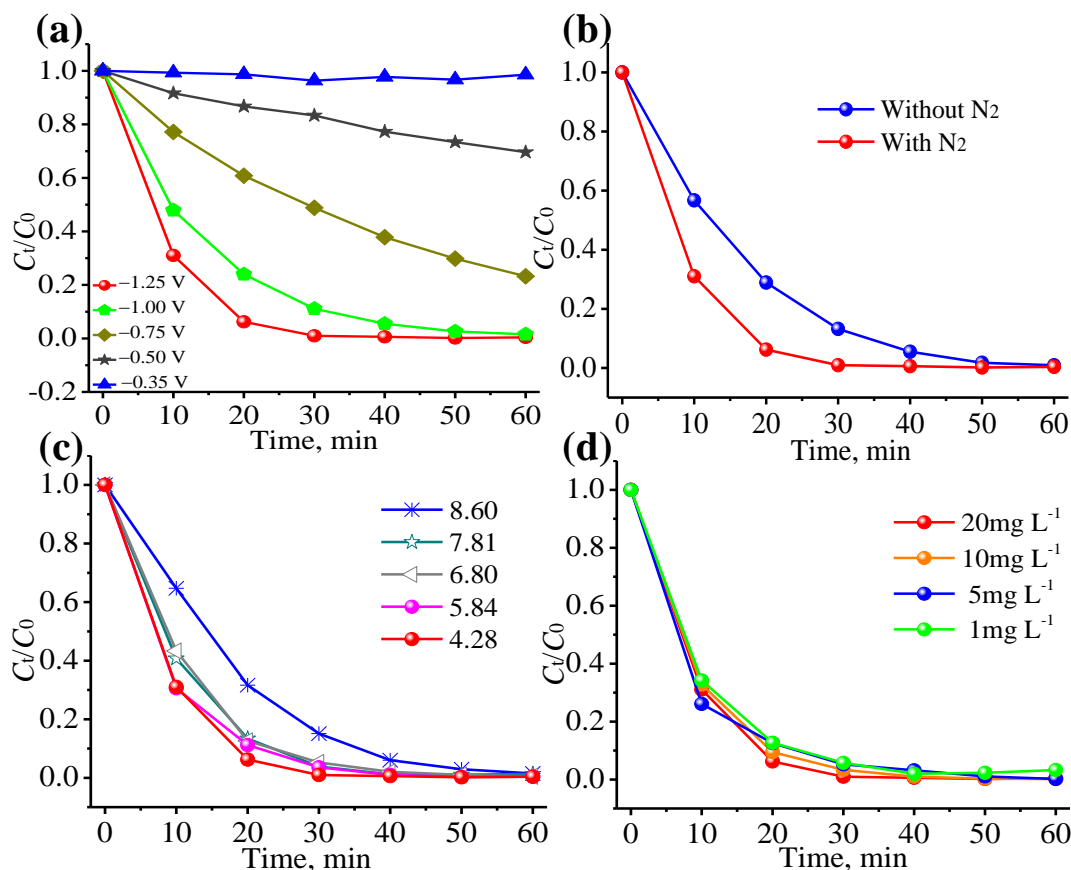 (a)
Ct/C0
1.0
0.8
0.6
0.4
0.2
0.0
-0.2
−1.25 V
−1.00 V
−0.75 V
−0.50 V
−0.35 V
0 10 20 30 40 50 60
Time, min
(b)
Ct/C0
1.0
0.8
0.6
0.4
0.2
0.0
Without N2
With N2
0 10 20 30 40 50 60
Time, min
(c)
Ct/C0
1.0
0.8
0.6
0.4
0.2
0.0
8.60
7.81
6.80
5.84
4.28
0 10 20 30 40 50 60
Time, min
(d)
Ct/C0
1.0
0.8
0.6
0.4
0.2
0.0
20mg L-1
10mg L-1
5mg L-1
1mg L-1
0 10 20 30 40 50 60
Time, min